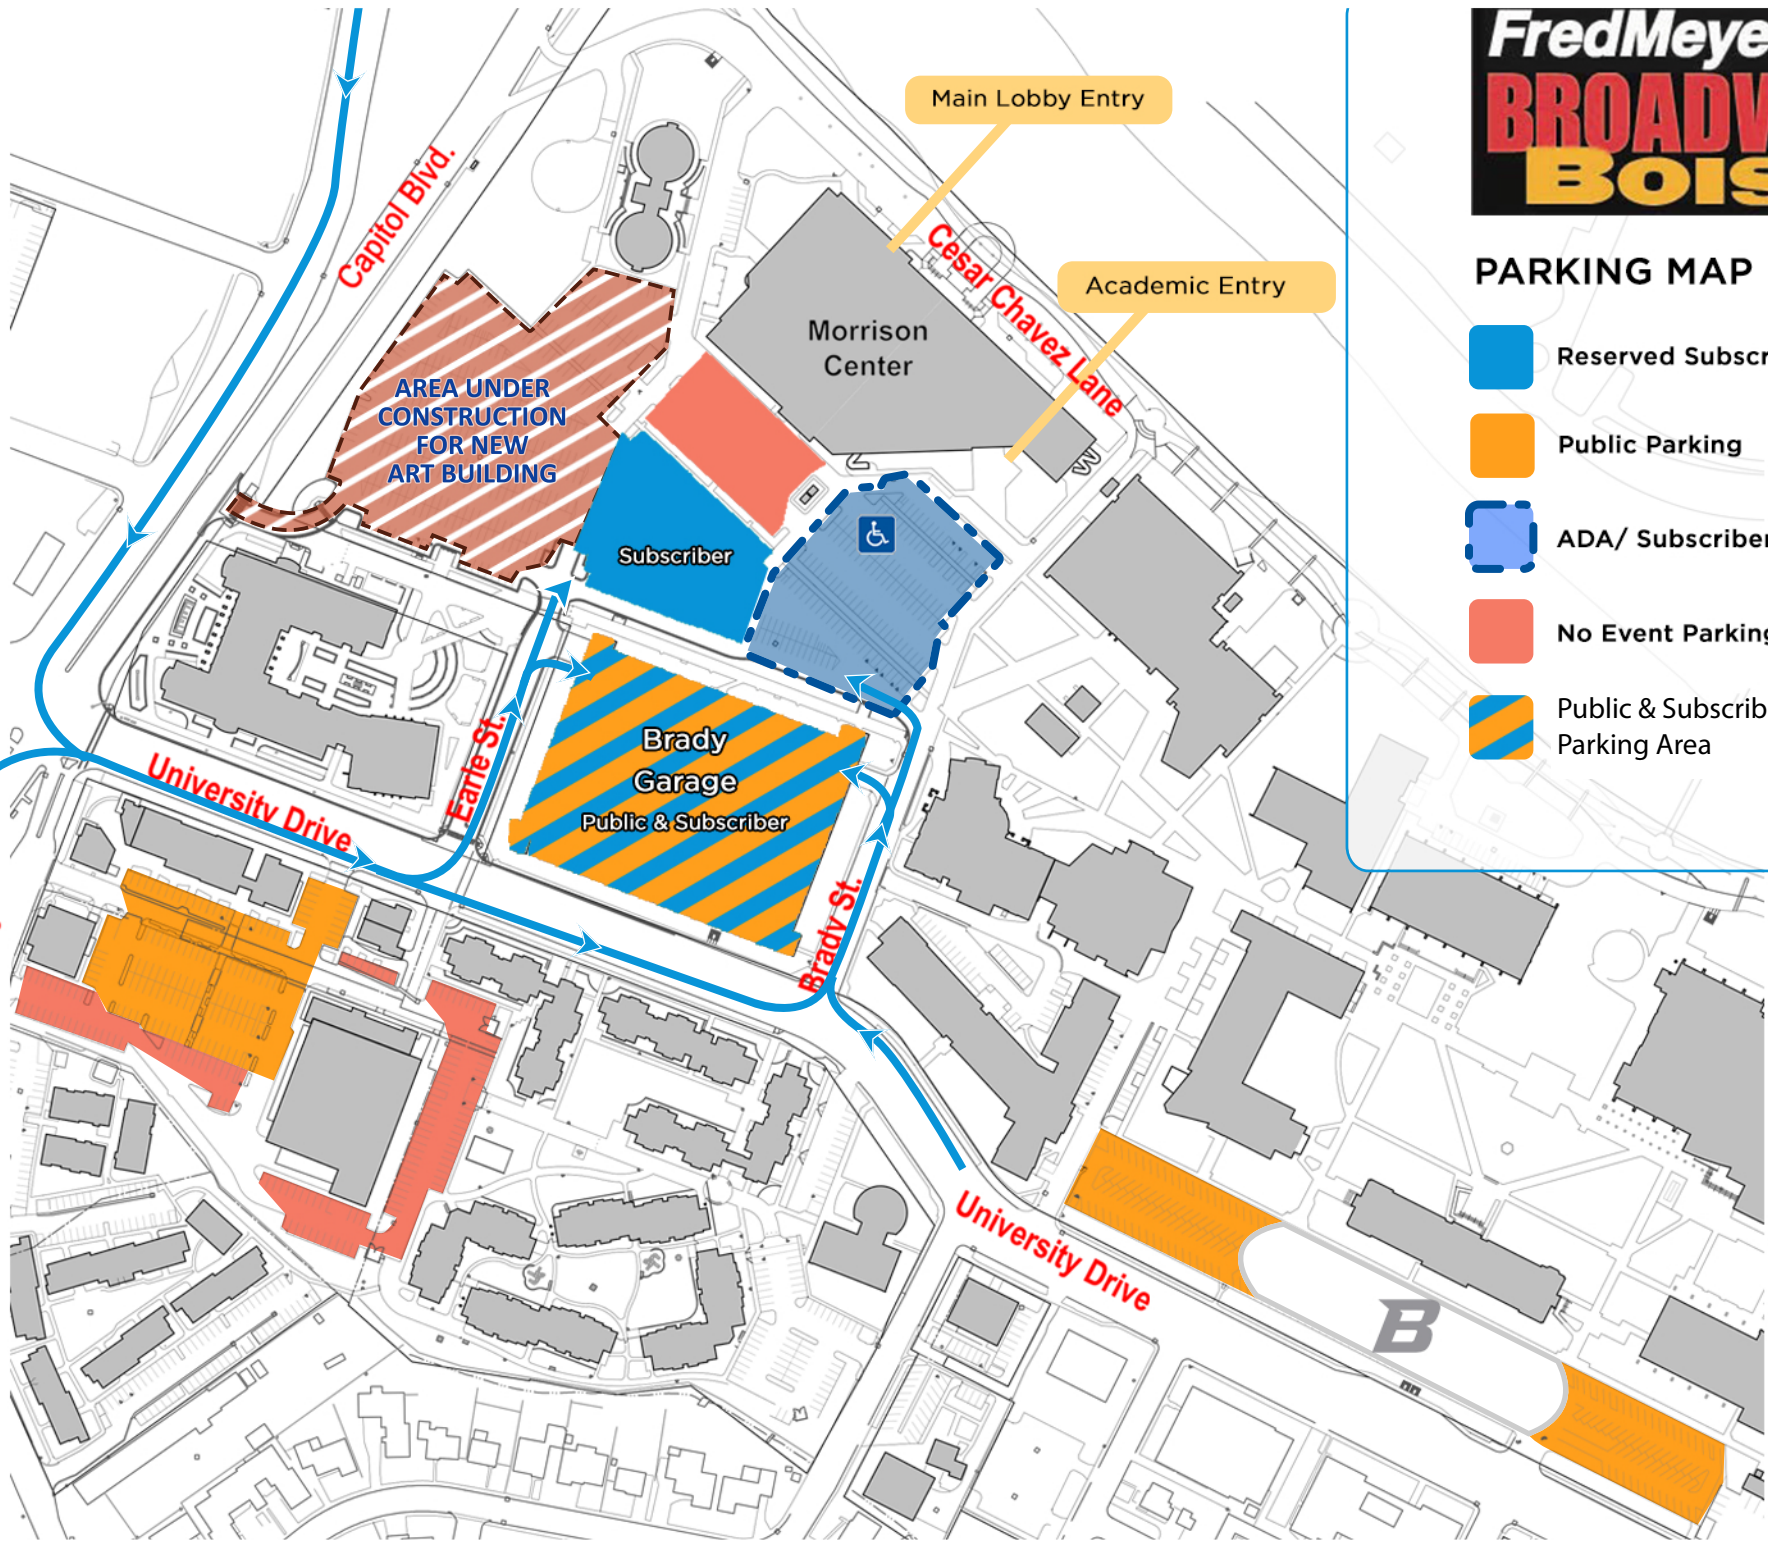 FredMeye
BROADW
BOIS
Main Lobby Entry
Capitol Blvd.
Cesar Chavez Lane
Academic Entry
PARKING MAP
Morrison
Center
Reserved Subscr
AREA UNDER
CONSTRUCTION
FOR NEW
ART BUILDING
Public Parking
Subscriber
ADA/ Subscriber
No Event Parking
Public & Subscrib
Parking Area
Brady
Garage
Public & Subscriber
Earle St.
University Drive
Brady St.
University Drive
B